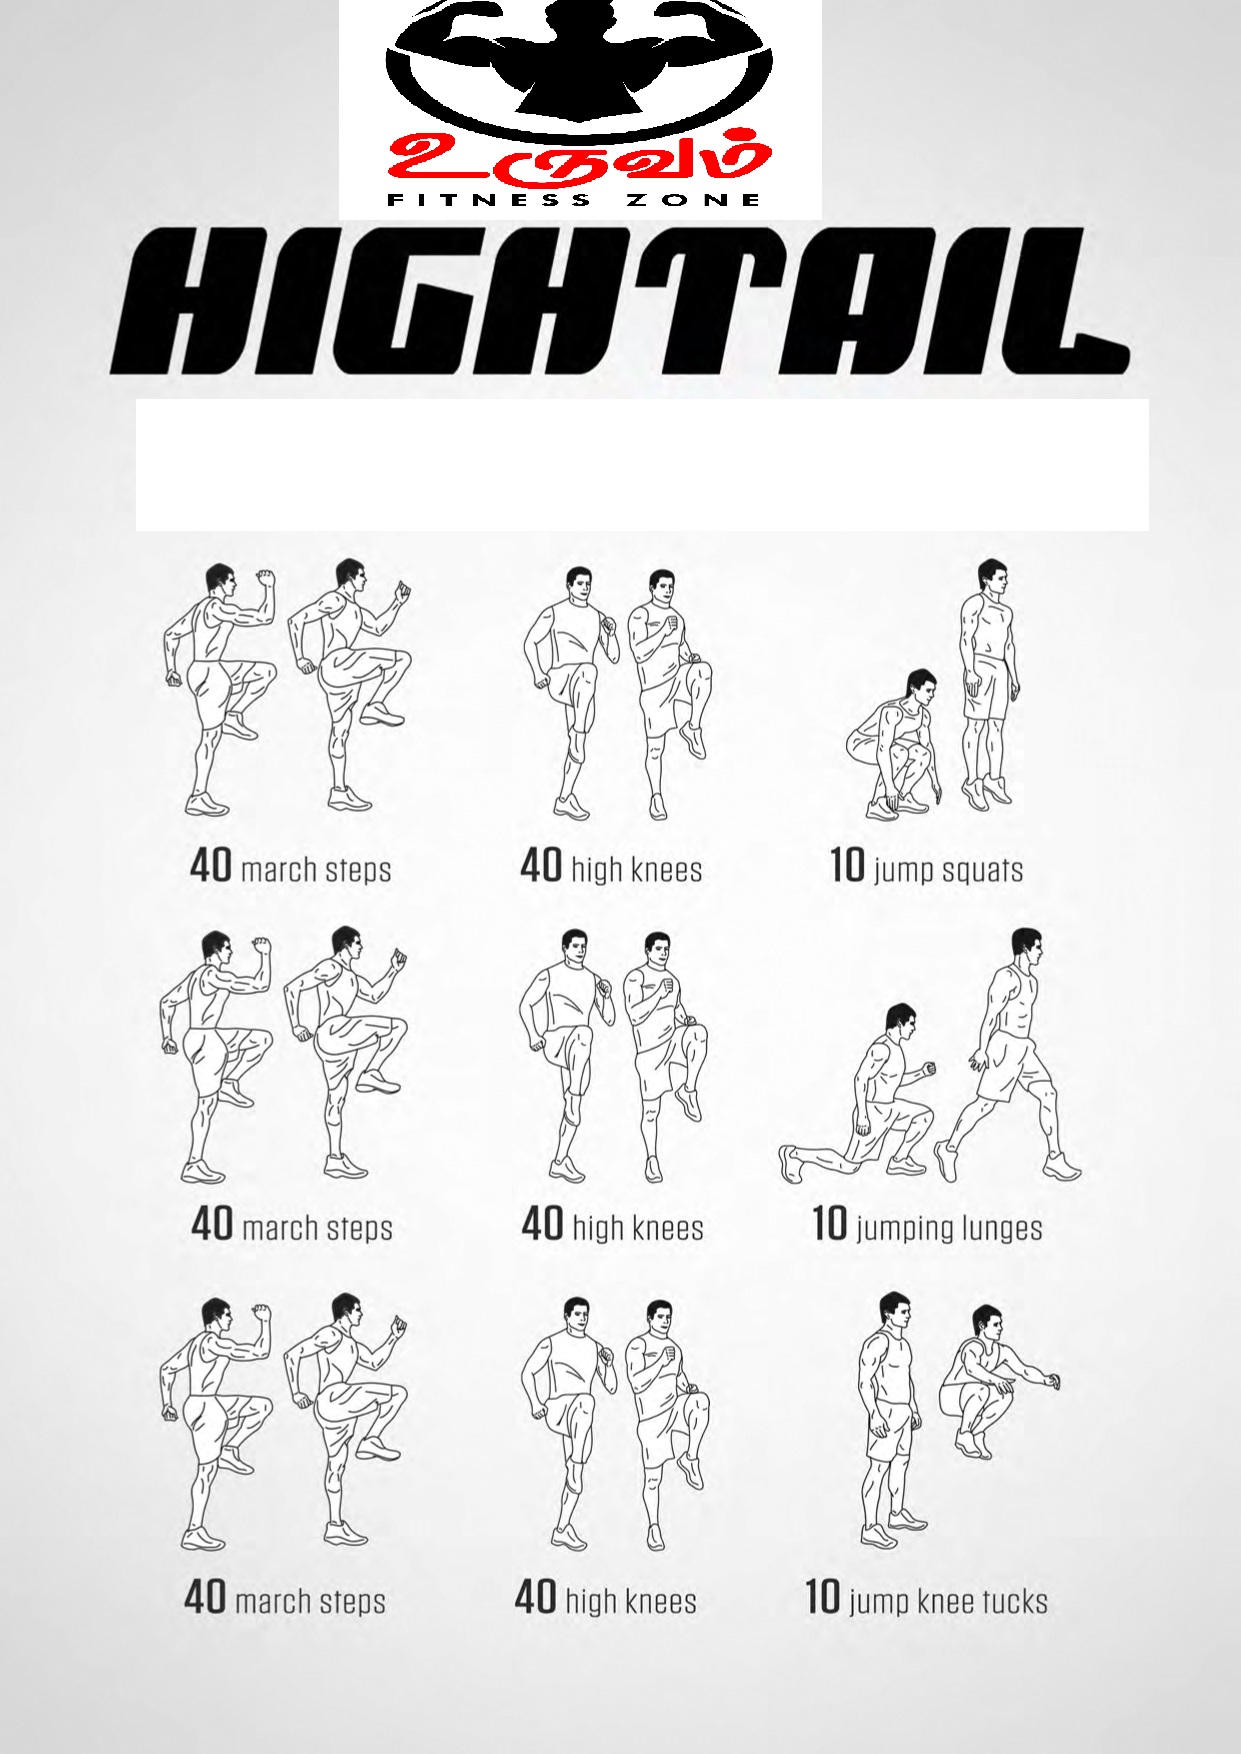 உருவம்
FITNESS ZONE
HIGHTAIL
40 march steps
40 high knees
10 jump squats
40 march steps
40 high knees
10 jumping lunges
40 march steps
40 high knees
10 jump knee tucks